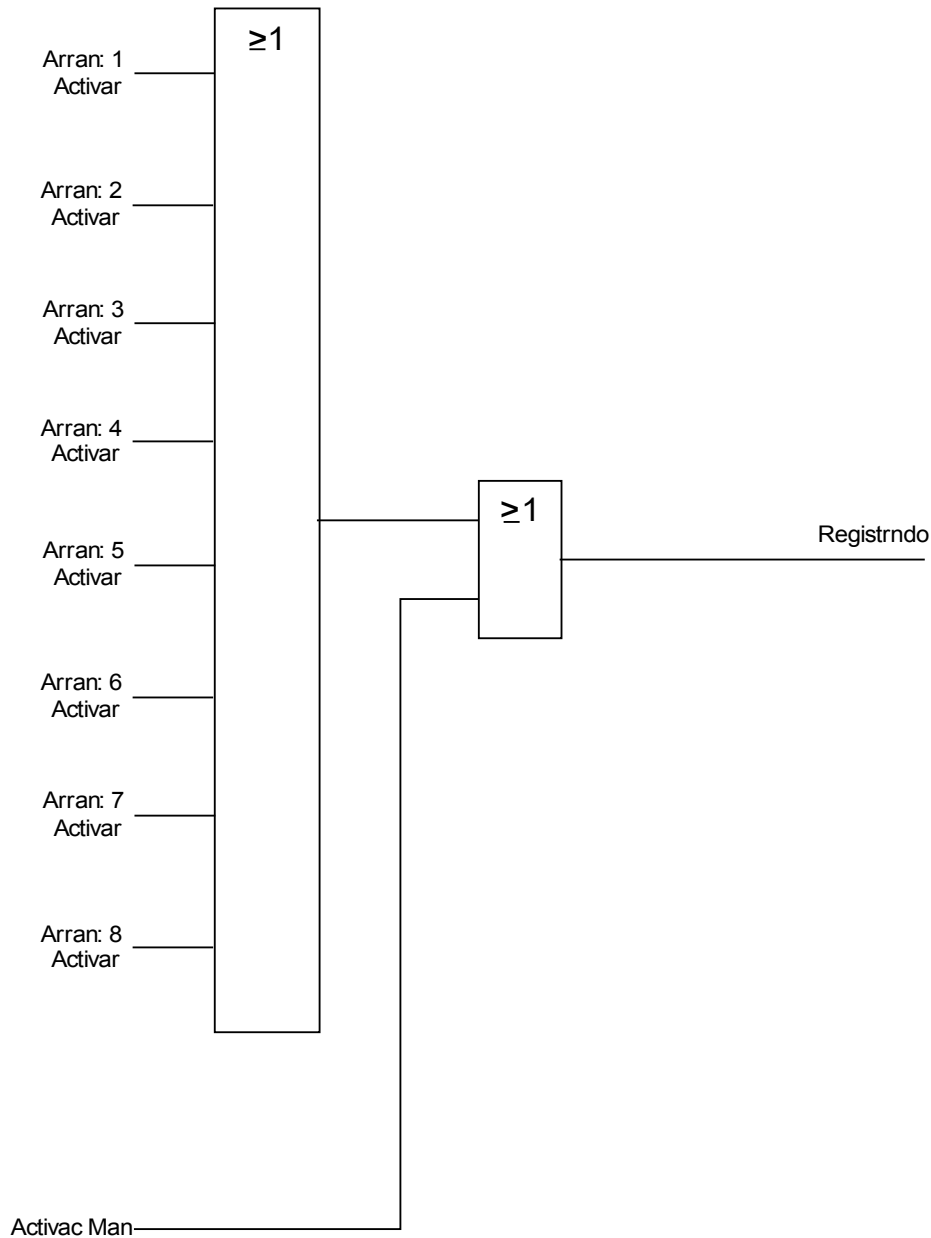 ≥1
Arran: 1
Activar
Arran: 2
Activar
Arran: 3
Activar
Arran: 4
Activar
≥1
Registrndo
Arran: 5
Activar
Arran: 6
Activar
Arran: 7
Activar
Arran: 8
Activar
Activac Man